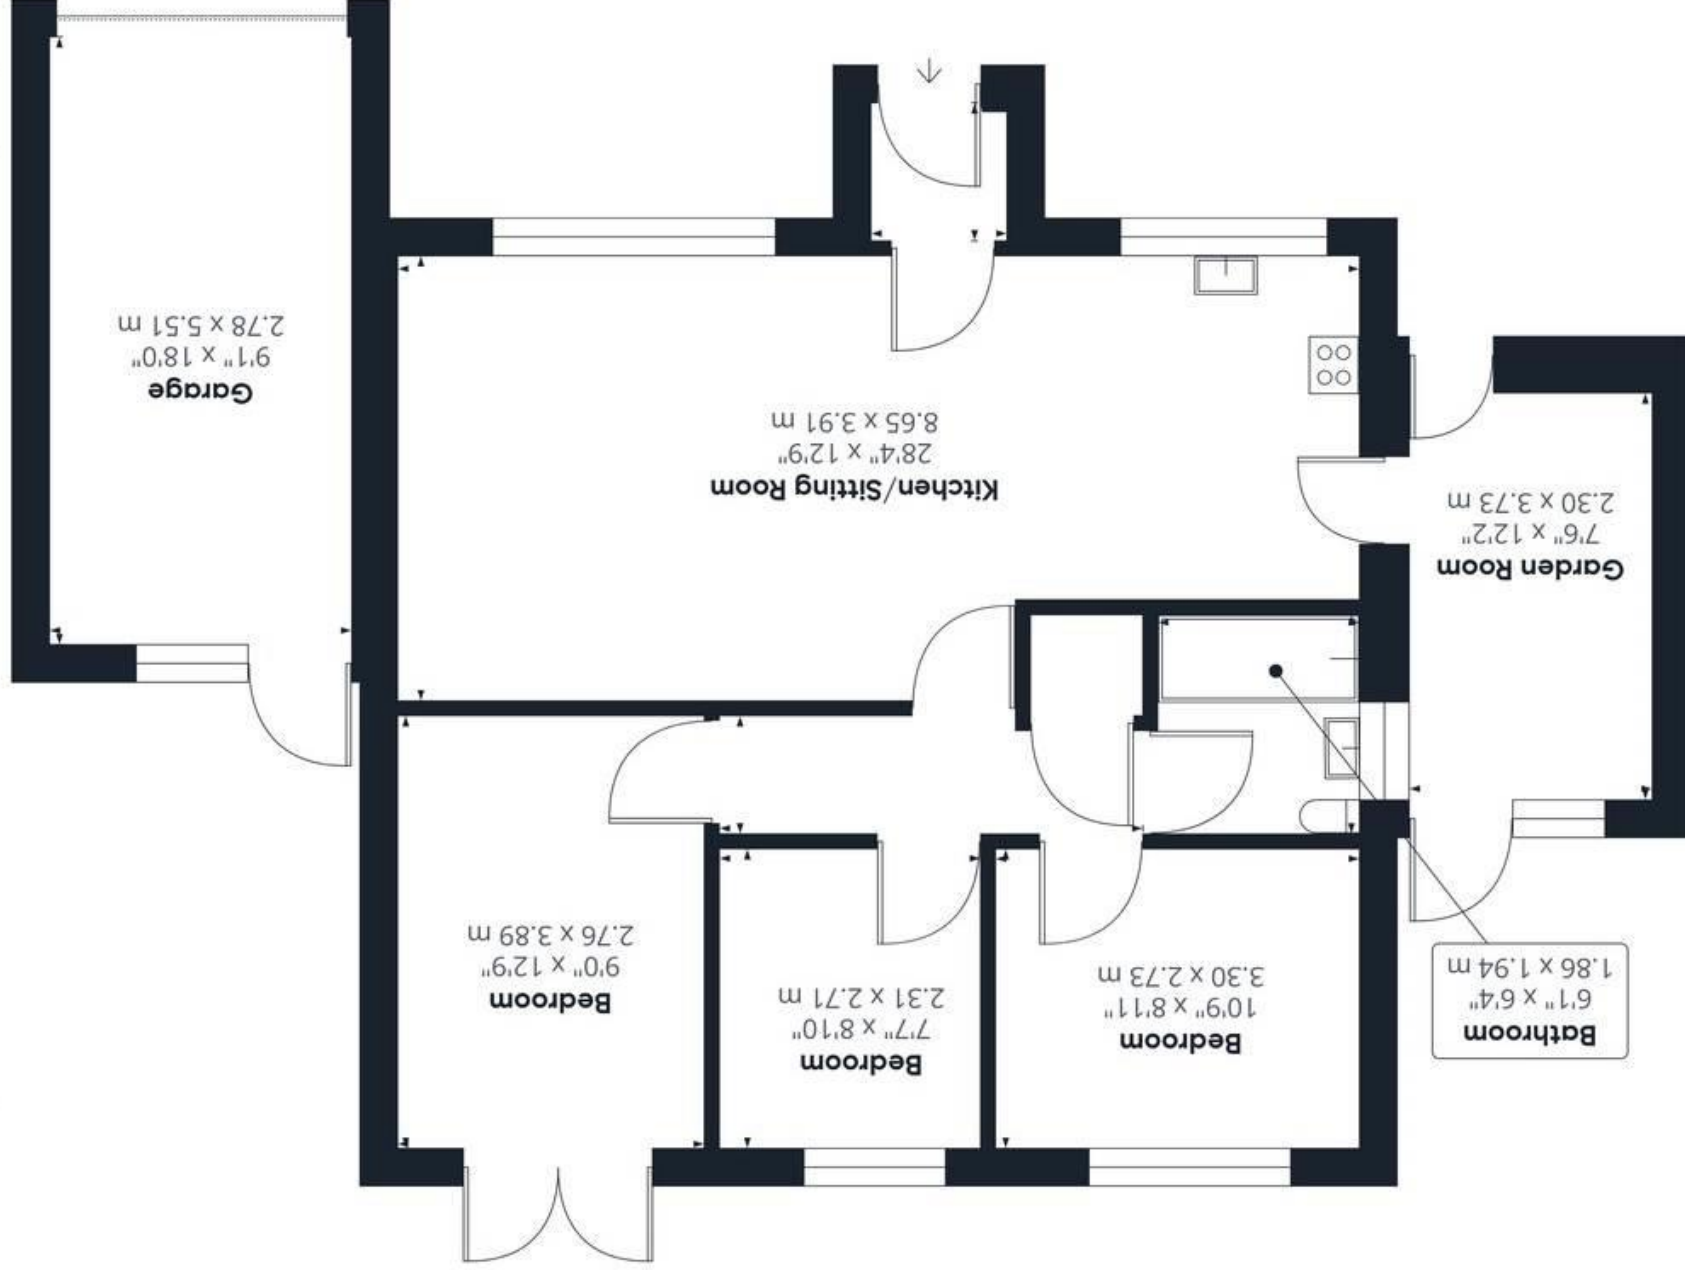 Bathroom
6'1" x 6'4"
1.86 x 1.94 m
Bedroom
10'9" x 8'11"
3.30 x 2.73 m
Bedroom
7'7" x 8'10"
2.31 x 2.71 m
Bedroom
9'0" x 12'9"
2.76 x 3.89 m
Garden Room
7'6" x 12'2"
2.30 x 3.73 m
Kitchen/Sitting Room
28'4" x 12'9"
8.65 x 3.91 m
Garage
9'1" x 18'0"
2.78 x 5.51 m